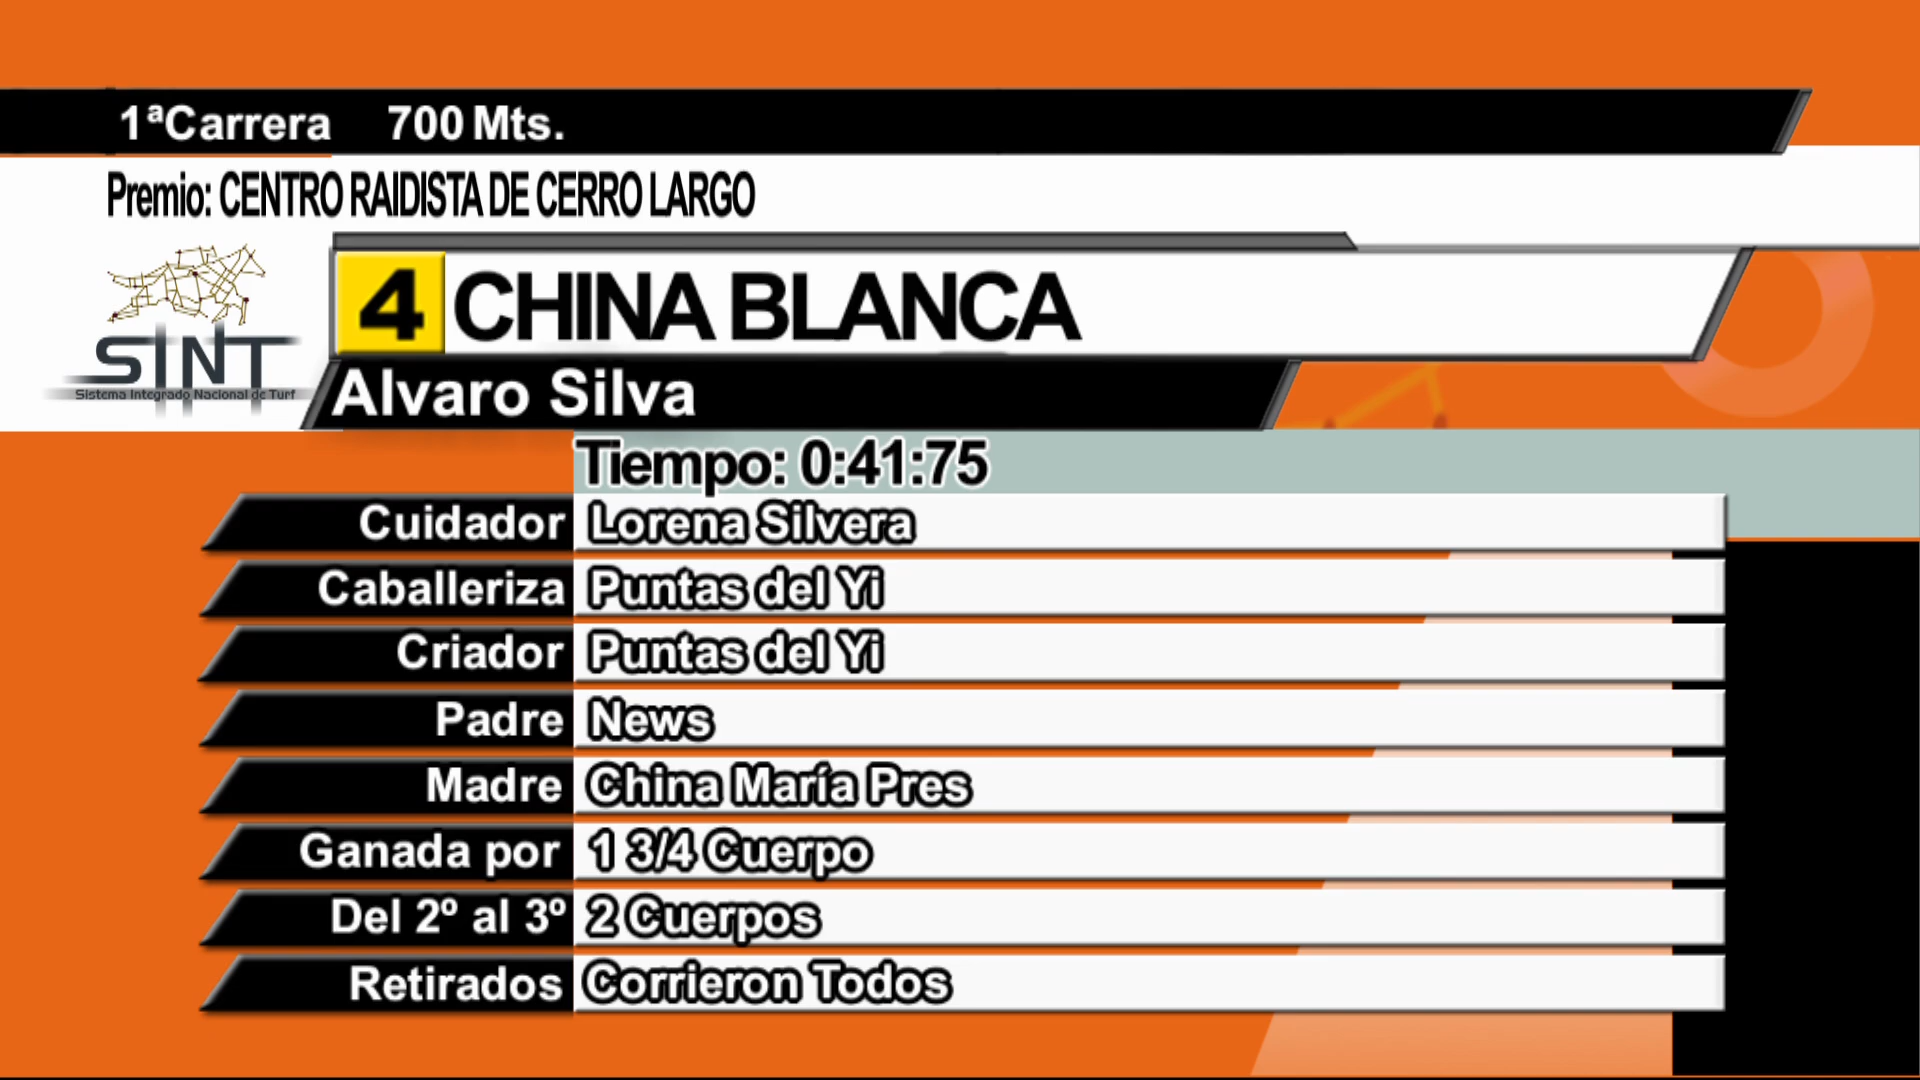 1ªCarrera 700 Mts.
Premio: CENTRO RAIDISTA DE CERRO LARGO
4 CHINA BLANCA
SINT
Sistema Integrado Nacional de Turf
Alvaro Silva
Tiempo: 0:41:75
Cuidador Lorena Silvera
Caballeriza Puntas del Yi
Criador Puntas del Yi
Padre News
Madre China María Pres
Ganada por 1 3/4 Cuerpo
Del 2º al 3º 2 Cuerpos
Retirados Corrieron Todos